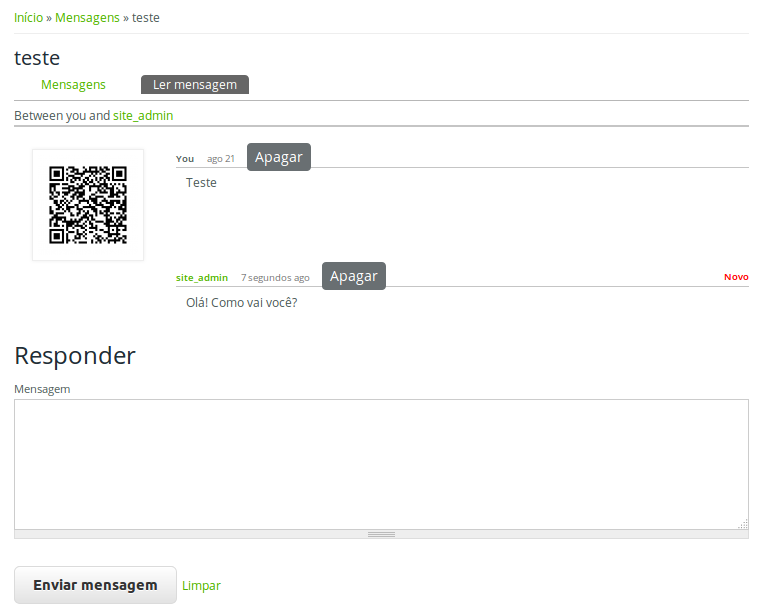 Início » Mensagens » teste
teste
Mensagens Ler mensagem
Between you and site_admin
You ago 21 Apagar
Teste
site_admin 7 segundos ago Apagar Novo
Olá! Como vai você?
Responder
Mensagem
Enviar mensagem Limpar